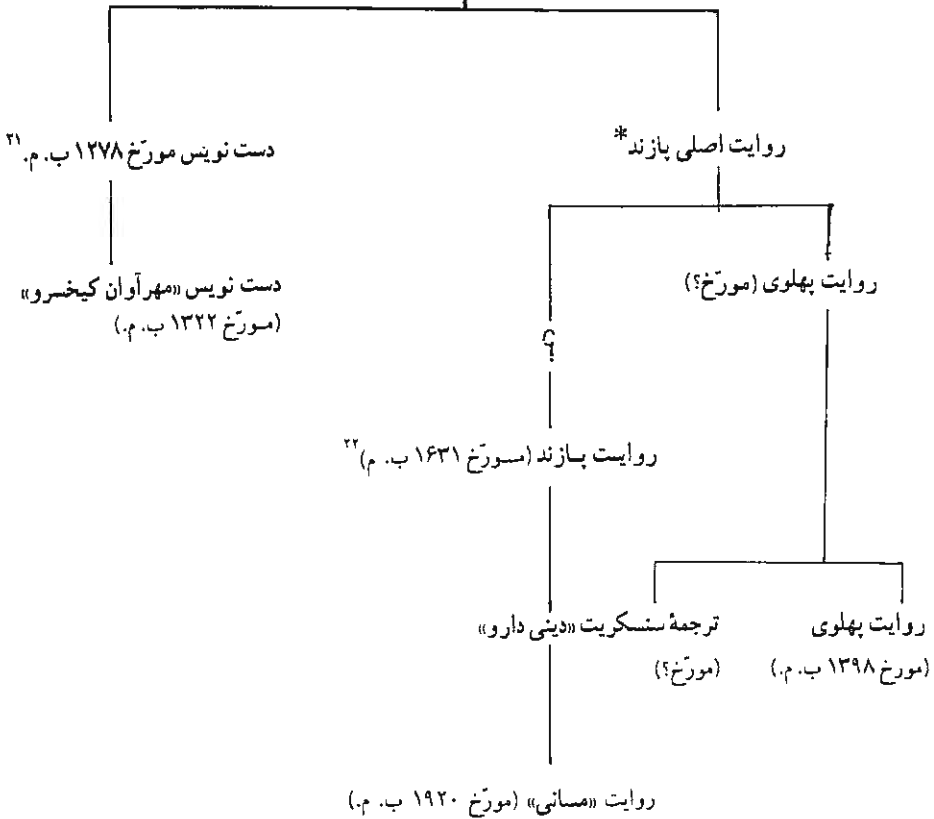 روایت اصلی پازند*
دست نویس مورّخ ۱۲۷۸ ب. م.۲۱
روایت پهلوی (مورّخ؟)
دست نویس «مهرآوان کیخسرو»
(مورّخ ۱۳۲۲ ب. م.)
؟
روایت پازند (مورّخ ۱۶۳۱ ب. م)۲۲
روایت پهلوی
(مورخ ۱۳۹۸ ب. م.)
ترجمهٔ سنسکریت «دینی دارو»
(مورّخ؟)
روایت «مسانی» (مورّخ ۱۹۲۰ ب. م.)